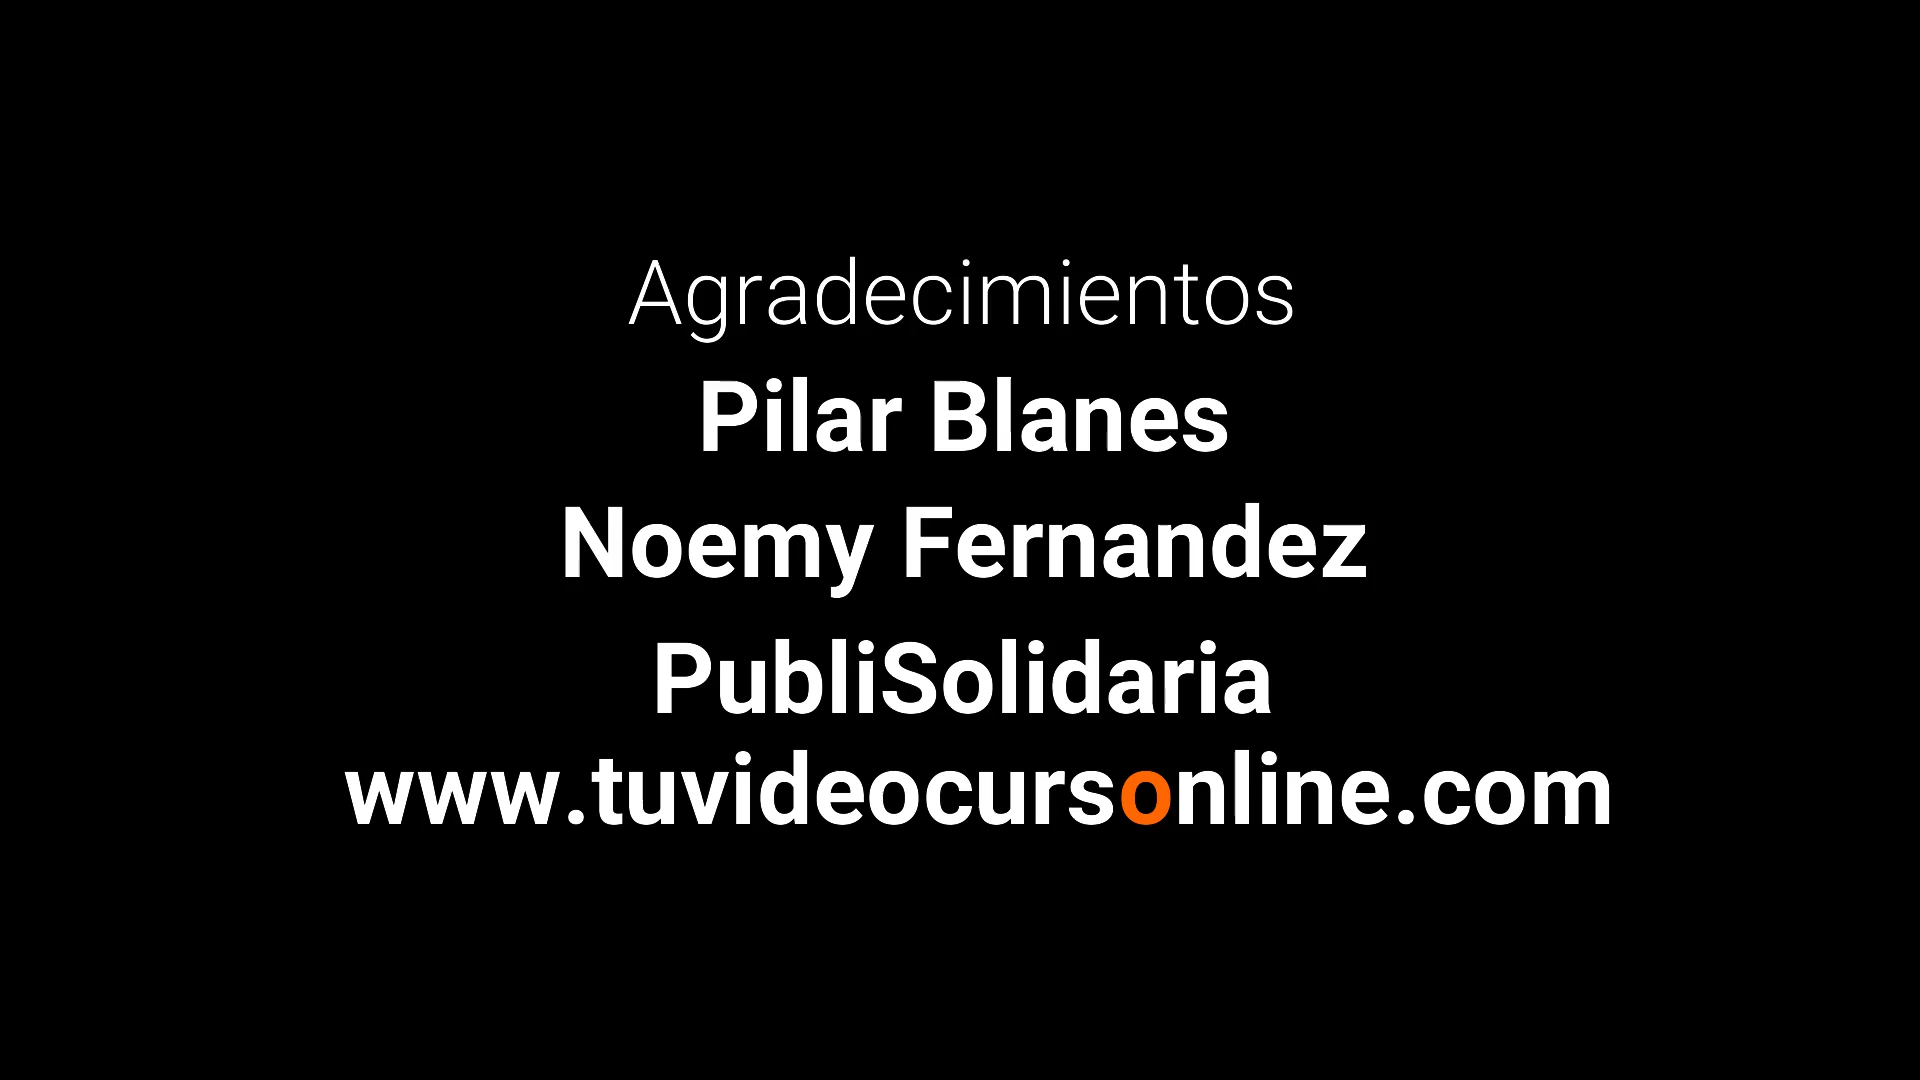 Agradecimientos
Pilar Blanes
Noemy Fernandez
PubliSolidaria
www.tuvideocursonline.com